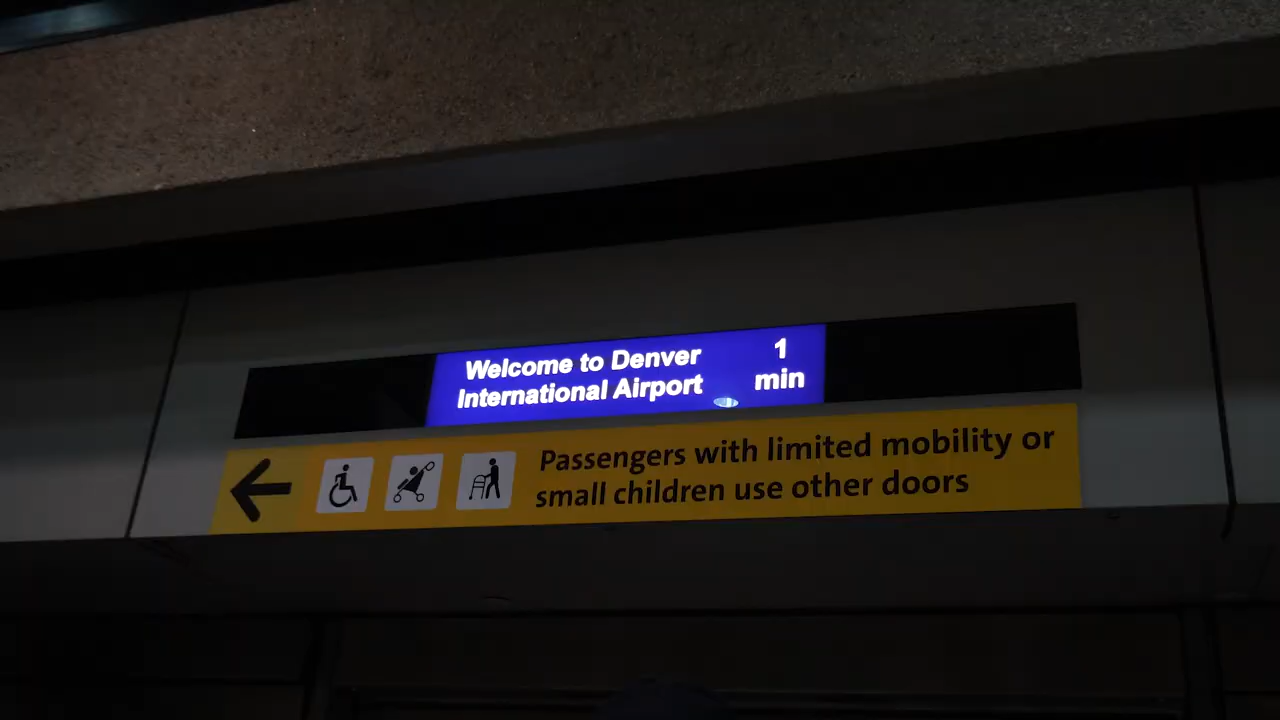 Welcome to Denver
International Airport
1
min
Passengers with limited mobility or
small children use other doors